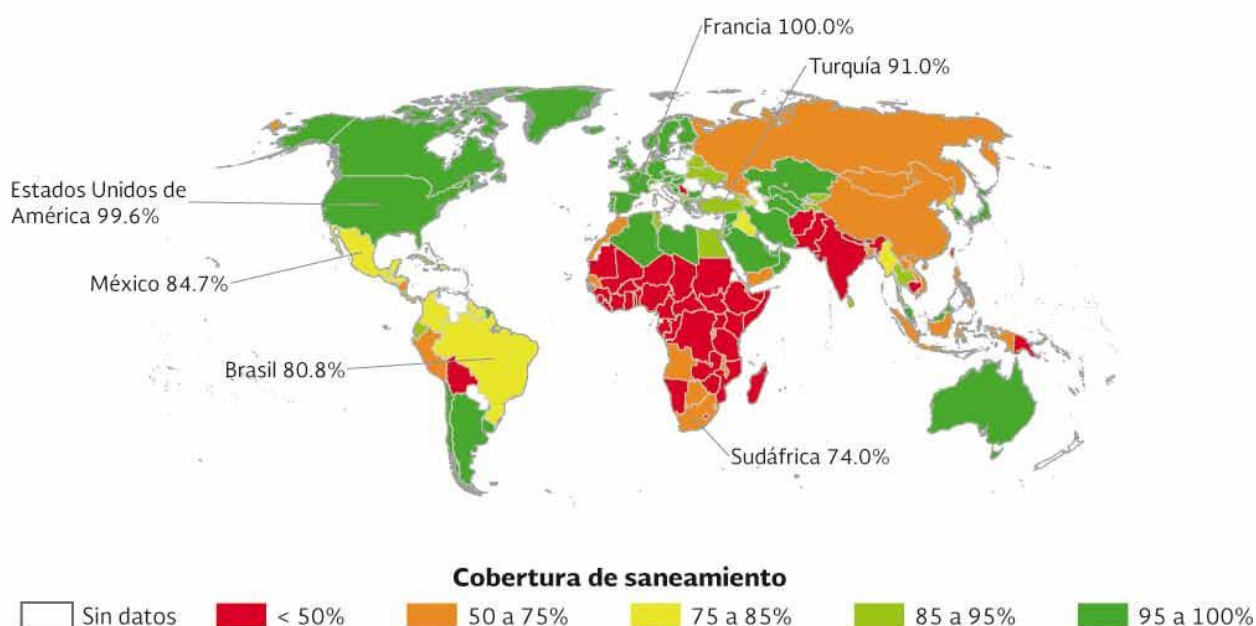 Francia 100.0%
Turquía 91.0%
Estados Unidos de
América 99.6%
México 84.7%
Brasil 80.8%
Sudáfrica 74.0%
Cobertura de saneamiento
Sin datos < 50% 50 a 75% 75 a 85% 85 a 95% 95 a 100%